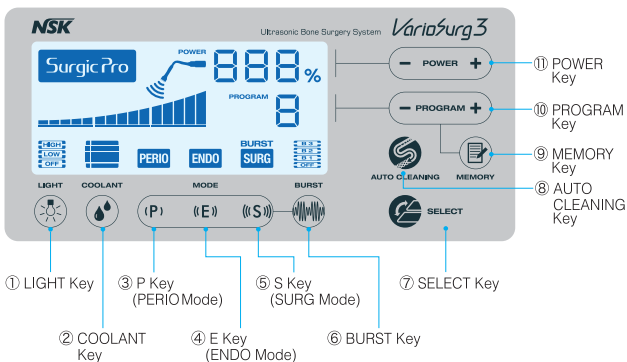 NSK
Ultrasonic Bone Surgery System
VarioSurg3
SurgicPro
POWER
888%
PROGRAM
8
HIGH
LOW
OFF
PERIO
ENDO
BURST
SURG
B 3
B 2
B 1
OFF
− POWER +
− PROGRAM +
AUTO CLEANING
MEMORY
SELECT
LIGHT
COOLANT
MODE
BURST
(P)
((E))
(((S)))
⑪ POWER
Key
⑩ PROGRAM
Key
⑨ MEMORY
Key
⑧ AUTO
CLEANING
Key
① LIGHT Key
③ P Key
(PERIO Mode)
⑤ S Key
(SURG Mode)
⑦ SELECT Key
② COOLANT
Key
④ E Key
(ENDO Mode)
⑥ BURST Key